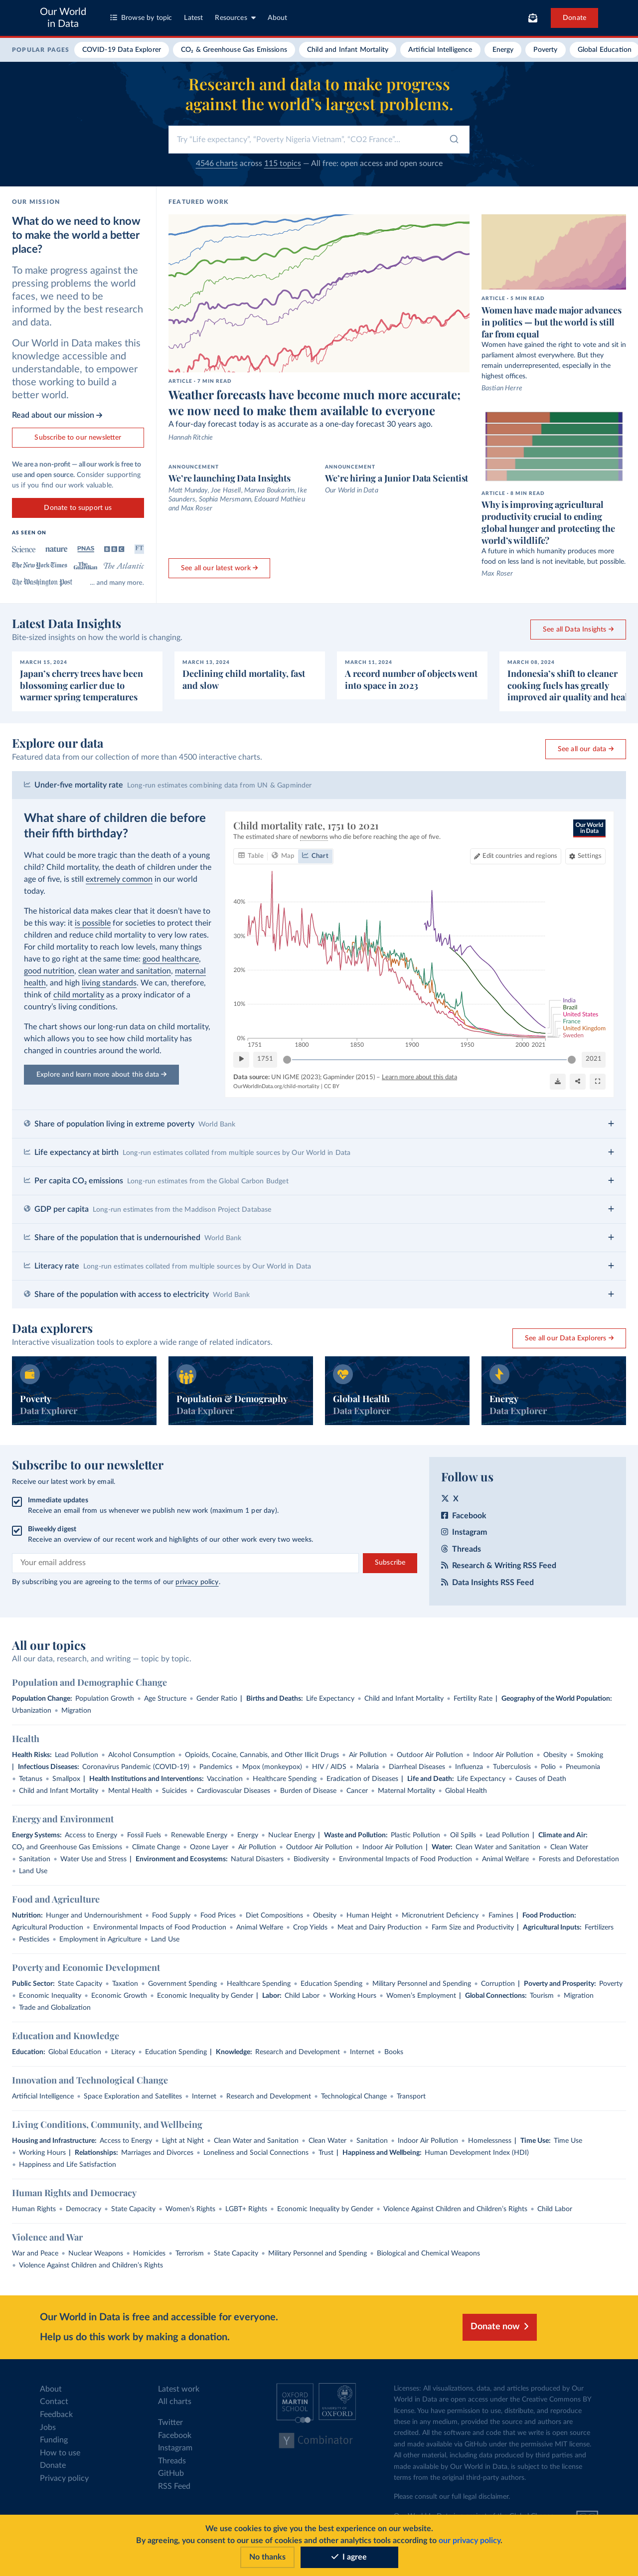 Our World
in Data
Browse by topic
Latest
Resources
About
Donate
POPULAR PAGES
COVID-19 Data Explorer
CO₂ & Greenhouse Gas Emissions
Child and Infant Mortality
Artificial Intelligence
Energy
Poverty
Global Education
Research and data to make progress
against the world's largest problems.
Try "Life expectancy", "Poverty Nigeria Vietnam", "CO2 France"...
4546 charts across 115 topics — All free: open access and open source
OUR MISSION
What do we need to know
to make the world a better
place?
To make progress against the
pressing problems the world
faces, we need to be
informed by the best research
and data.
Our World in Data makes this
knowledge accessible and
understandable, to empower
those working to build a
better world.
Read about our mission →
Subscribe to our newsletter
We are a non-profit — all our work is free to
use and open source. Consider supporting
us if you find our work valuable.
Donate to support us
AS SEEN ON
Science
nature
PNAS
BBC
FT
The New York Times
The Guardian
The Atlantic
The Washington Post
... and many more.
FEATURED WORK
ARTICLE - 7 MIN READ
Weather forecasts have become much more accurate;
we now need to make them available to everyone
A four-day forecast today is as accurate as a one-day forecast 30 years ago.
Hannah Ritchie
ANNOUNCEMENT
We're launching Data Insights
Matt Munday, Joe Hasell, Marwa Boukarim, Ike
Saunders, Sophia Mersmann, Edouard Mathieu
and Max Roser
ANNOUNCEMENT
We're hiring a Junior Data Scientist
Our World in Data
See all our latest work →
ARTICLE - 5 MIN READ
Women have made major advances
in politics — but the world is still
far from equal
Women have gained the right to vote and sit in
parliament almost everywhere. But they
remain underrepresented, especially in the
highest offices.
Bastian Herre
ARTICLE - 8 MIN READ
Why is improving agricultural
productivity crucial to ending
global hunger and protecting the
world's wildlife?
A future in which humanity produces more
food on less land is not inevitable, but possible.
Max Roser
Latest Data Insights
Bite-sized insights on how the world is changing.
See all Data Insights →
MARCH 15, 2024
Japan's cherry trees have been
blossoming earlier due to
warmer spring temperatures
MARCH 13, 2024
Declining child mortality, fast
and slow
MARCH 11, 2024
A record number of objects went
into space in 2023
MARCH 08, 2024
Indonesia's shift to cleaner
cooking fuels has greatly
improved air quality and heal
Explore our data
Featured data from our collection of more than 4500 interactive charts.
See all our data →
Under-five mortality rate Long-run estimates combining data from UN & Gapminder
What share of children die before
their fifth birthday?
What could be more tragic than the death of a young
child? Child mortality, the death of children under the
age of five, is still extremely common in our world
today.
The historical data makes clear that it doesn't have to
be this way: it is possible for societies to protect their
children and reduce child mortality to very low rates.
For child mortality to reach low levels, many things
have to go right at the same time: good healthcare,
good nutrition, clean water and sanitation, maternal
health, and high living standards. We can, therefore,
think of child mortality as a proxy indicator of a
country's living conditions.
The chart shows our long-run data on child mortality,
which allows you to see how child mortality has
changed in countries around the world.
Explore and learn more about this data →
Child mortality rate, 1751 to 2021
The estimated share of newborns who die before reaching the age of five.
Our World
in Data
Table
Map
Chart
Edit countries and regions
Settings
40%
30%
20%
10%
0%
1751 1800 1850 1900 1950 2000 2021
India
Brazil
United States
France
United Kingdom
Sweden
1751
2021
Data source: UN IGME (2023); Gapminder (2015) – Learn more about this data
OurWorldInData.org/child-mortality | CC BY
Share of population living in extreme poverty World Bank
Life expectancy at birth Long-run estimates collated from multiple sources by Our World in Data
Per capita CO₂ emissions Long-run estimates from the Global Carbon Budget
GDP per capita Long-run estimates from the Maddison Project Database
Share of the population that is undernourished World Bank
Literacy rate Long-run estimates collated from multiple sources by Our World in Data
Share of the population with access to electricity World Bank
Data explorers
Interactive visualization tools to explore a wide range of related indicators.
See all our Data Explorers →
Poverty
Data Explorer
Population & Demography
Data Explorer
Global Health
Data Explorer
Energy
Data Explorer
Subscribe to our newsletter
Receive our latest work by email.
Immediate updates
Receive an email from us whenever we publish new work (maximum 1 per day).
Biweekly digest
Receive an overview of our recent work and highlights of our other work every two weeks.
Your email address
Subscribe
By subscribing you are agreeing to the terms of our privacy policy.
Follow us
X
Facebook
Instagram
Threads
Research & Writing RSS Feed
Data Insights RSS Feed
All our topics
All our data, research, and writing — topic by topic.
Population and Demographic Change
Population Change: Population Growth • Age Structure • Gender Ratio | Births and Deaths: Life Expectancy • Child and Infant Mortality • Fertility Rate | Geography of the World Population:
Urbanization • Migration
Health
Health Risks: Lead Pollution • Alcohol Consumption • Opioids, Cocaine, Cannabis, and Other Illicit Drugs • Air Pollution • Outdoor Air Pollution • Indoor Air Pollution • Obesity • Smoking
| Infectious Diseases: Coronavirus Pandemic (COVID-19) • Pandemics • Mpox (monkeypox) • HIV / AIDS • Malaria • Diarrheal Diseases • Influenza • Tuberculosis • Polio • Pneumonia
• Tetanus • Smallpox | Health Institutions and Interventions: Vaccination • Healthcare Spending • Eradication of Diseases | Life and Death: Life Expectancy • Causes of Death
• Child and Infant Mortality • Mental Health • Suicides • Cardiovascular Diseases • Burden of Disease • Cancer • Maternal Mortality • Global Health
Energy and Environment
Energy Systems: Access to Energy • Fossil Fuels • Renewable Energy • Energy • Nuclear Energy | Waste and Pollution: Plastic Pollution • Oil Spills • Lead Pollution | Climate and Air:
CO₂ and Greenhouse Gas Emissions • Climate Change • Ozone Layer • Air Pollution • Outdoor Air Pollution • Indoor Air Pollution | Water: Clean Water and Sanitation • Clean Water
• Sanitation • Water Use and Stress | Environment and Ecosystems: Natural Disasters • Biodiversity • Environmental Impacts of Food Production • Animal Welfare • Forests and Deforestation
• Land Use
Food and Agriculture
Nutrition: Hunger and Undernourishment • Food Supply • Food Prices • Diet Compositions • Obesity • Human Height • Micronutrient Deficiency • Famines | Food Production:
Agricultural Production • Environmental Impacts of Food Production • Animal Welfare • Crop Yields • Meat and Dairy Production • Farm Size and Productivity | Agricultural Inputs: Fertilizers
• Pesticides • Employment in Agriculture • Land Use
Poverty and Economic Development
Public Sector: State Capacity • Taxation • Government Spending • Healthcare Spending • Education Spending • Military Personnel and Spending • Corruption | Poverty and Prosperity: Poverty
• Economic Inequality • Economic Growth • Economic Inequality by Gender | Labor: Child Labor • Working Hours • Women's Employment | Global Connections: Tourism • Migration
• Trade and Globalization
Education and Knowledge
Education: Global Education • Literacy • Education Spending | Knowledge: Research and Development • Internet • Books
Innovation and Technological Change
Artificial Intelligence • Space Exploration and Satellites • Internet • Research and Development • Technological Change • Transport
Living Conditions, Community, and Wellbeing
Housing and Infrastructure: Access to Energy • Light at Night • Clean Water and Sanitation • Clean Water • Sanitation • Indoor Air Pollution • Homelessness | Time Use: Time Use
• Working Hours | Relationships: Marriages and Divorces • Loneliness and Social Connections • Trust | Happiness and Wellbeing: Human Development Index (HDI)
• Happiness and Life Satisfaction
Human Rights and Democracy
Human Rights • Democracy • State Capacity • Women's Rights • LGBT+ Rights • Economic Inequality by Gender • Violence Against Children and Children's Rights • Child Labor
Violence and War
War and Peace • Nuclear Weapons • Homicides • Terrorism • State Capacity • Military Personnel and Spending • Biological and Chemical Weapons
• Violence Against Children and Children's Rights
Our World in Data is free and accessible for everyone.
Help us do this work by making a donation.
Donate now
About
Contact
Feedback
Jobs
Funding
How to use
Donate
Privacy policy
Latest work
All charts
Twitter
Facebook
Instagram
Threads
GitHub
RSS Feed
OXFORD
MARTIN
SCHOOL
UNIVERSITY OF
OXFORD
Y Combinator
Licenses: All visualizations, data, and articles produced by Our
World in Data are open access under the Creative Commons BY
license. You have permission to use, distribute, and reproduce
these in any medium, provided the source and authors are
credited. All the software and code that we write is open source
and made available via GitHub under the permissive MIT license.
All other material, including data produced by third parties and
made available by Our World in Data, is subject to the license
terms from the original third-party authors.
Please consult our full legal disclaimer.
We use cookies to give you the best experience on our website.
By agreeing, you consent to our use of cookies and other analytics tools according to our privacy policy.
No thanks
I agree